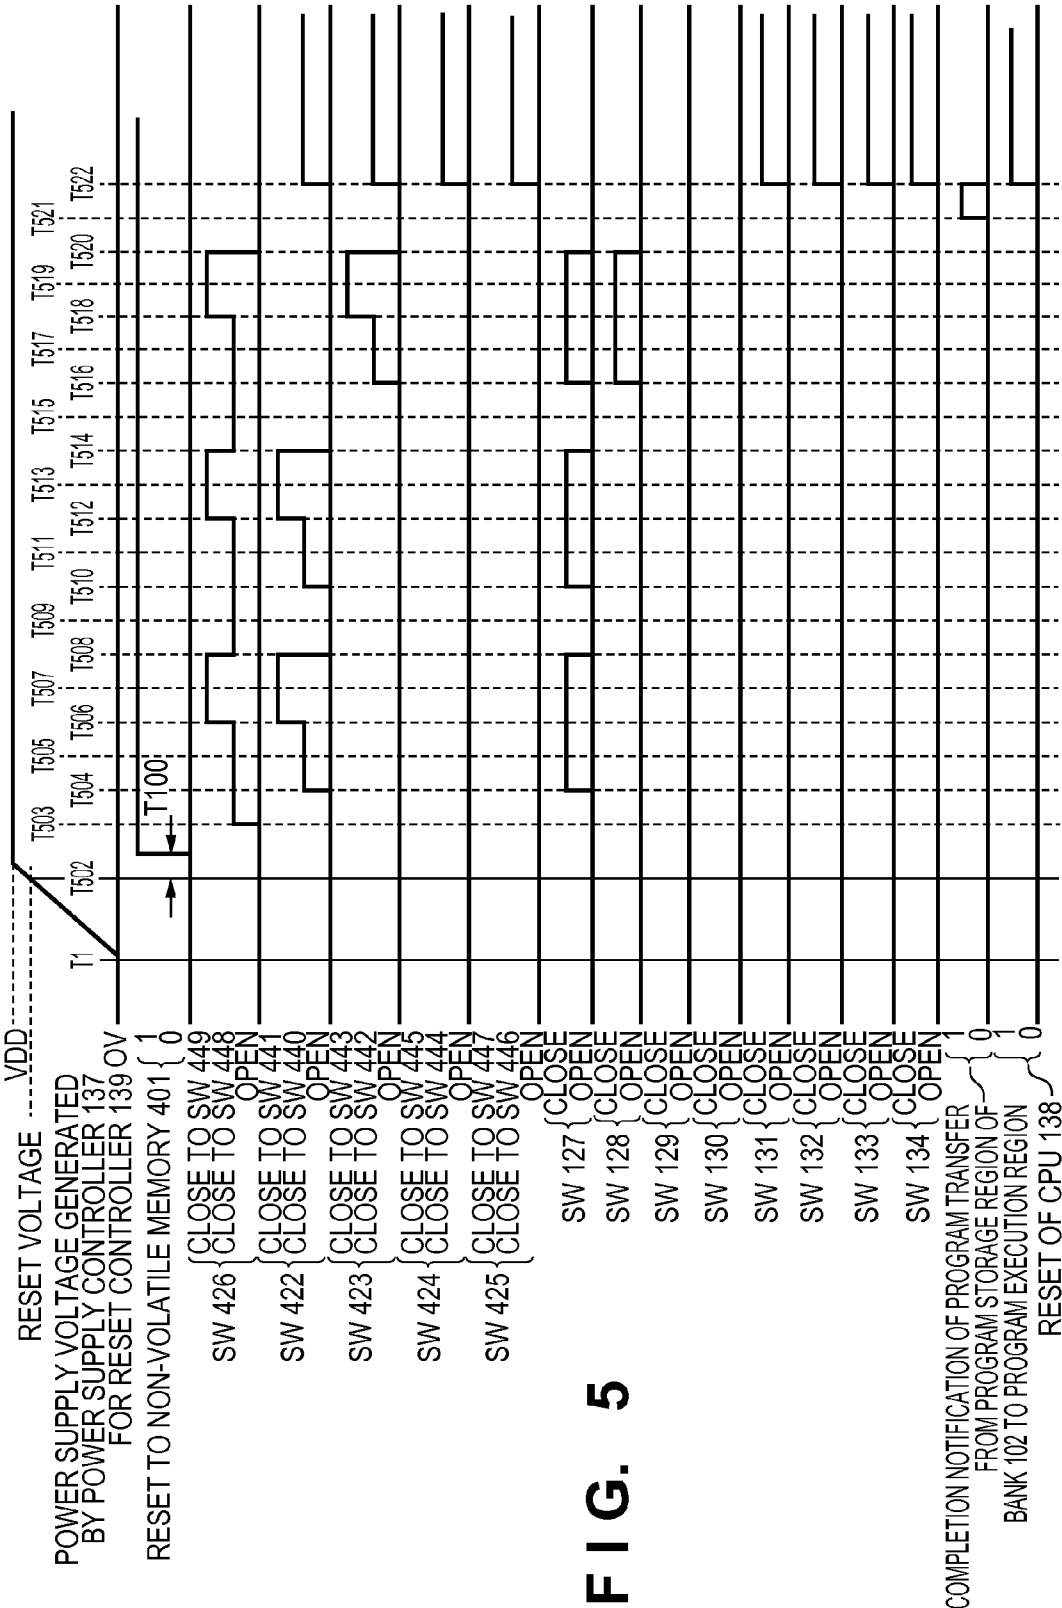 VDD
RESET VOLTAGE
POWER SUPPLY VOLTAGE GENERATED
BY POWER SUPPLY CONTROLLER 137
FOR RESET CONTROLLER 139 0V
T1
T502
T503
T504
T505
T506
T507
T508
T509
T510
T511
T512
T513
T514
T515
T516
T517
T518
T519
T520
T521
T522
T100
RESET TO NON-VOLATILE MEMORY 401 { 1
0
SW 426 { CLOSE TO SW 449
CLOSE TO SW 448
OPEN
SW 422 { CLOSE TO SW 441
CLOSE TO SW 440
OPEN
SW 423 { CLOSE TO SW 443
CLOSE TO SW 442
OPEN
SW 424 { CLOSE TO SW 445
CLOSE TO SW 444
OPEN
SW 425 { CLOSE TO SW 447
CLOSE TO SW 446
OPEN
SW 127 { CLOSE
OPEN
SW 128 { CLOSE
OPEN
SW 129 { CLOSE
OPEN
SW 130 { CLOSE
OPEN
SW 131 { CLOSE
OPEN
SW 132 { CLOSE
OPEN
SW 133 { CLOSE
OPEN
SW 134 { CLOSE
OPEN
COMPLETION NOTIFICATION OF PROGRAM TRANSFER
FROM PROGRAM STORAGE REGION OF
BANK 102 TO PROGRAM EXECUTION REGION
1
0
RESET OF CPU 138
1
0
FIG. 5